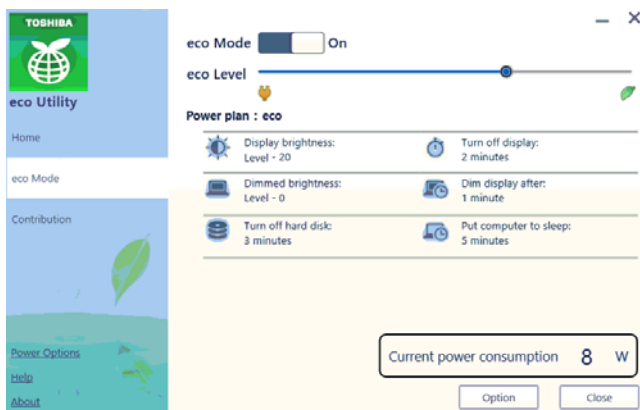 TOSHIBA
eco Utility
Home
eco Mode
Contribution
Power Options
Help
About
eco Mode On
eco Level
Power plan : eco
Display brightness:
Level - 20
Turn off display:
2 minutes
Dimmed brightness:
Level - 0
Dim display after:
1 minute
Turn off hard disk:
3 minutes
Put computer to sleep:
5 minutes
Current power consumption 8 W
Option
Close